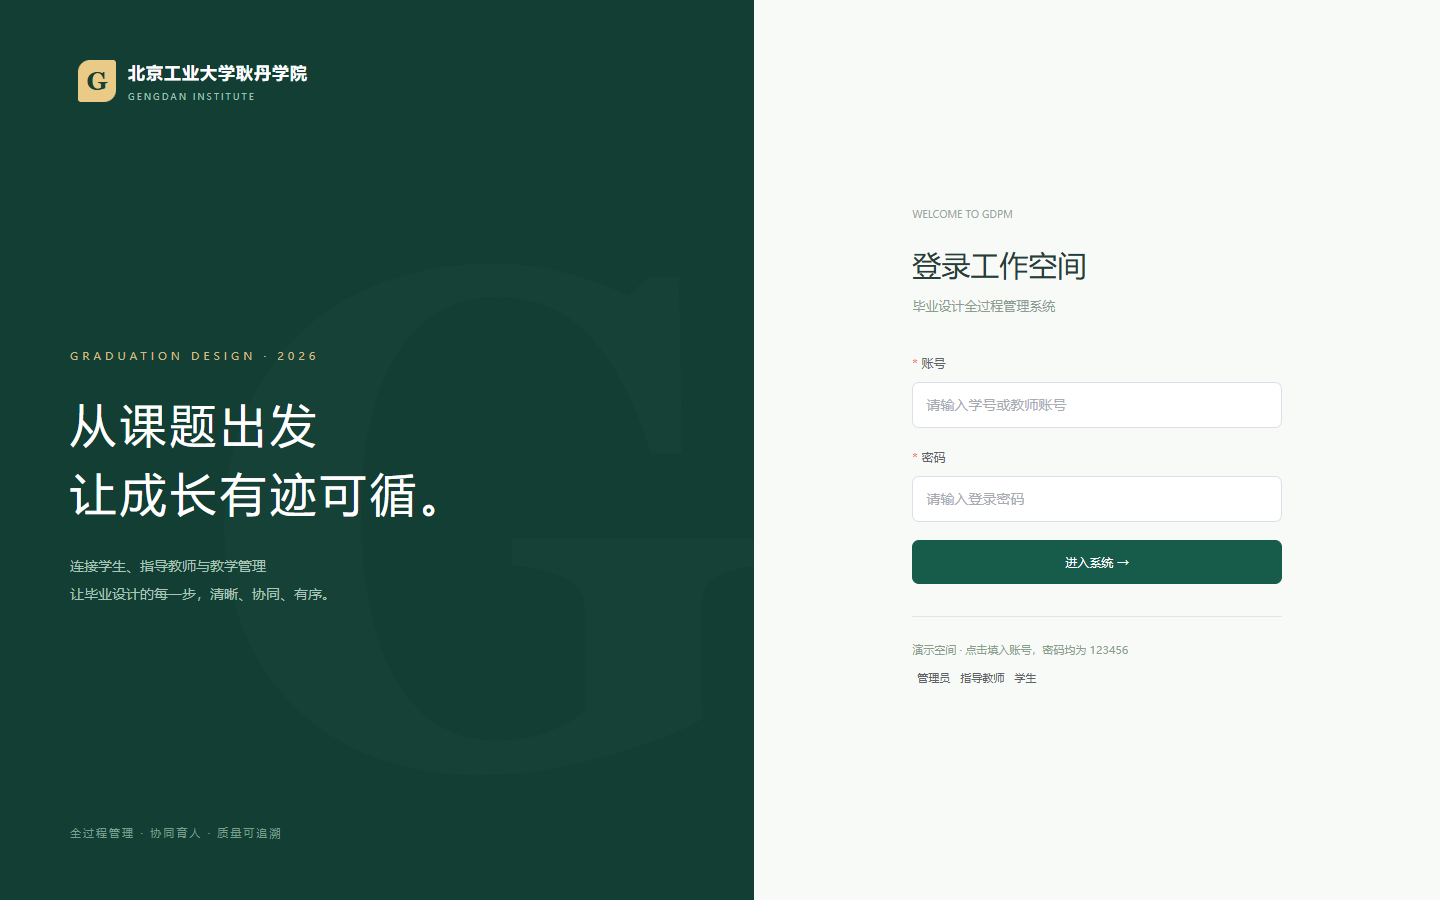 G
北京工业大学耿丹学院
GENGDAN INSTITUTE
GRADUATION DESIGN · 2026
从课题出发
让成长有迹可循。
连接学生、指导教师与教学管理
让毕业设计的每一步，清晰、协同、有序。
全过程管理 · 协同育人 · 质量可追溯
WELCOME TO GDPM
登录工作空间
毕业设计全过程管理系统
* 账号
请输入学号或教师账号
* 密码
请输入登录密码
进入系统 →
演示空间 · 点击填入账号，密码均为 123456
管理员 指导教师 学生